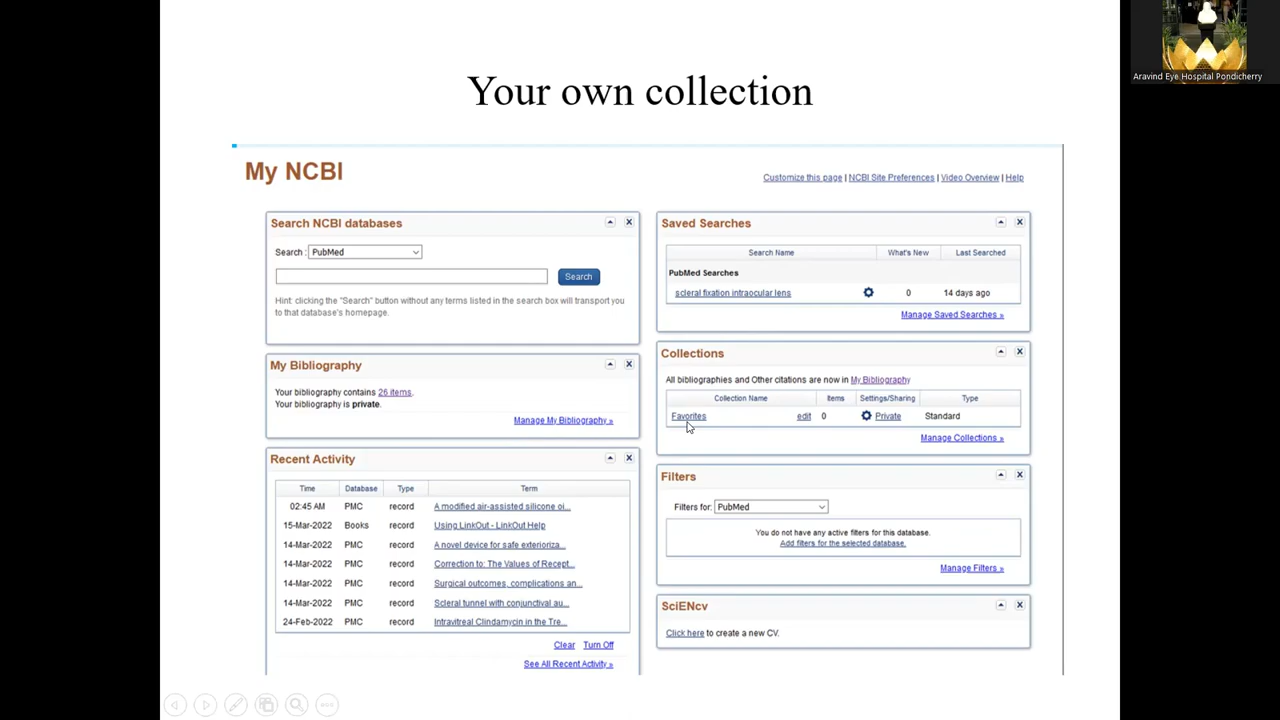 Your own collection
Aravind Eye Hospital Pondicherry
My NCBI
Customize this page | NCBI Site Preferences | Video Overview | Help
Search NCBI databases
Search : PubMed
Search
Hint: clicking the "Search" button without any terms listed in the search box will transport you
to that database's homepage.
My Bibliography
Your bibliography contains 26 items.
Your bibliography is private.
Manage My Bibliography »
Recent Activity
Time Database Type Term
02:45 AM PMC record A modified air-assisted silicone oi...
15-Mar-2022 Books record Using LinkOut - LinkOut Help
14-Mar-2022 PMC record A novel device for safe exterioriza...
14-Mar-2022 PMC record Correction to: The Values of Recept...
14-Mar-2022 PMC record Surgical outcomes, complications an...
14-Mar-2022 PMC record Scleral tunnel with conjunctival au...
24-Feb-2022 PMC record Intravitreal Clindamycin in the Tre...
Clear Turn Off
See All Recent Activity »
Saved Searches
Search Name What's New Last Searched
PubMed Searches
scleral fixation intraocular lens 0 14 days ago
Manage Saved Searches »
Collections
All bibliographies and Other citations are now in My Bibliography
Collection Name Items Settings/Sharing Type
Favorites edit 0 Private Standard
Manage Collections »
Filters
Filters for: PubMed
You do not have any active filters for this database.
Add filters for the selected database.
Manage Filters »
SciENcv
Click here to create a new CV.